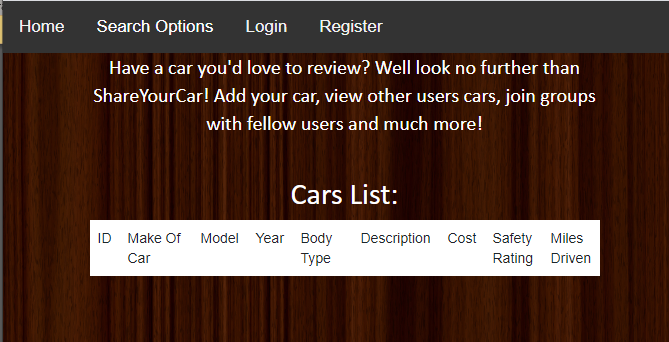 Home Search Options Login Register
Have a car you'd love to review? Well look no further than
ShareYourCar! Add your car, view other users cars, join groups
with fellow users and much more!
Cars List:
ID Make Of Model Year Body Description Cost Safety Miles
Car Type Rating Driven